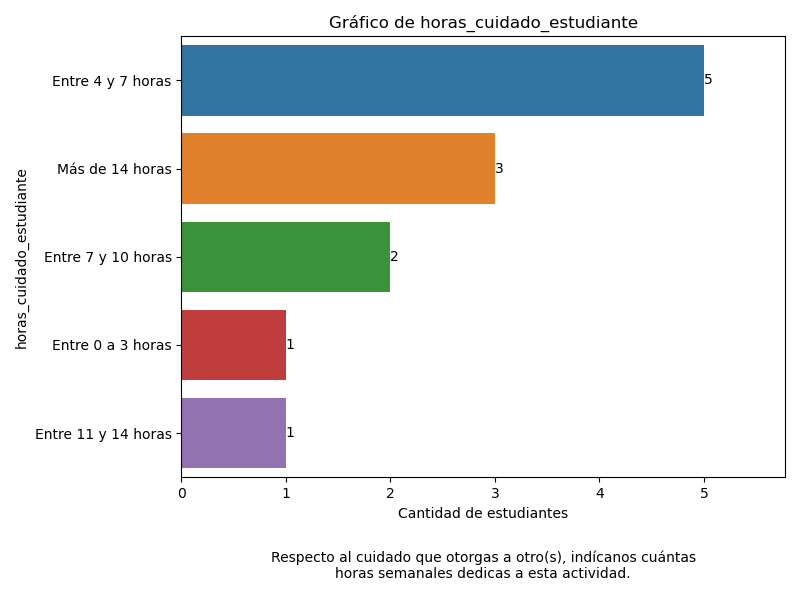 Gráfico de horas_cuidado_estudiante
horas_cuidado_estudiante
Entre 4 y 7 horas
5
Más de 14 horas
3
Entre 7 y 10 horas
2
Entre 0 a 3 horas
1
Entre 11 y 14 horas
1
0 1 2 3 4 5
Cantidad de estudiantes
Respecto al cuidado que otorgas a otro(s), indícanos cuántas
horas semanales dedicas a esta actividad.